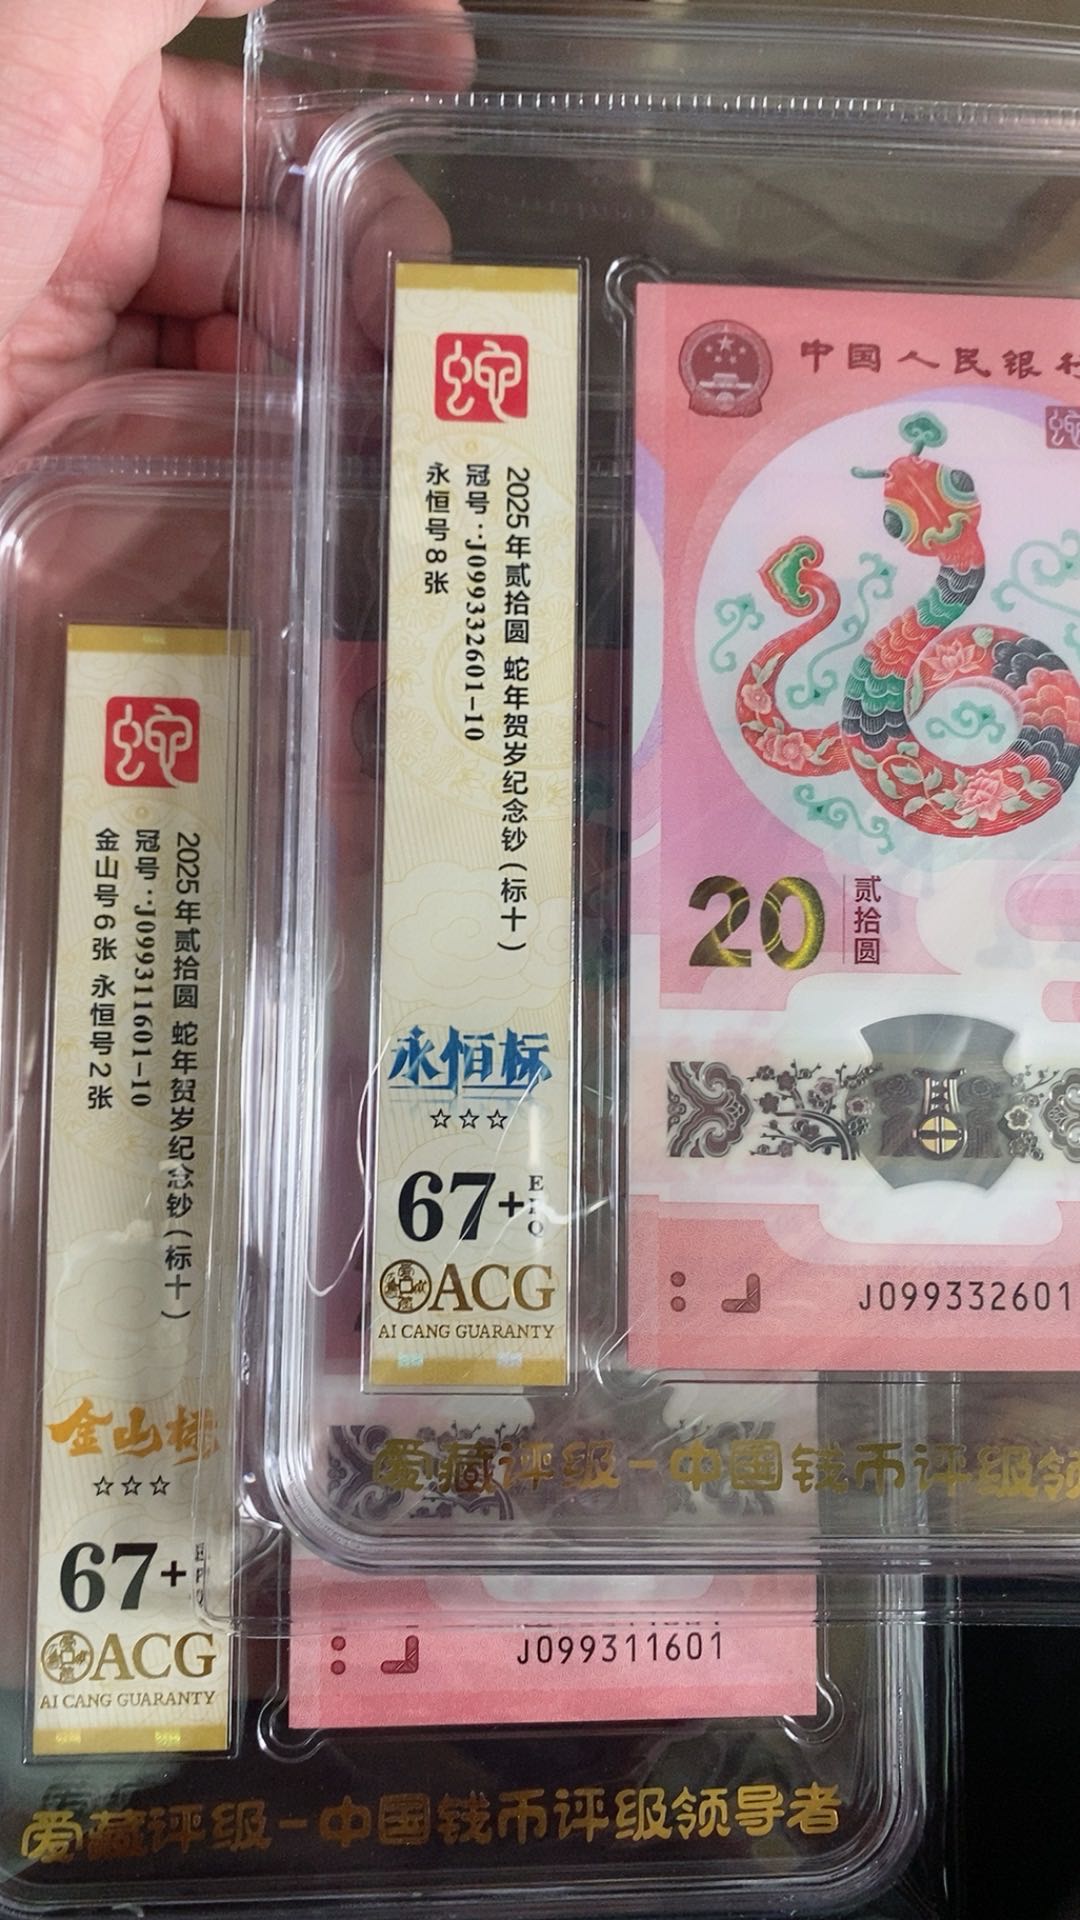 蛇
2025年贰拾圆 蛇年贺岁纪念钞(标十)
冠号:J099332601-10
永恒号8张
永恒标
☆☆☆
67+
EPQ
ACG
AI CANG GUARANTY
中国人民银行
蛇
20
贰拾圆
J099332601
爱藏评级-中国钱币评级领
蛇
2025年贰拾圆 蛇年贺岁纪念钞(标十)
冠号:J099311601-10
金山号6张 永恒号2张
金山标
☆☆☆
67+
EPQ
ACG
AI CANG GUARANTY
J099311601
爱藏评级-中国钱币评级领导者